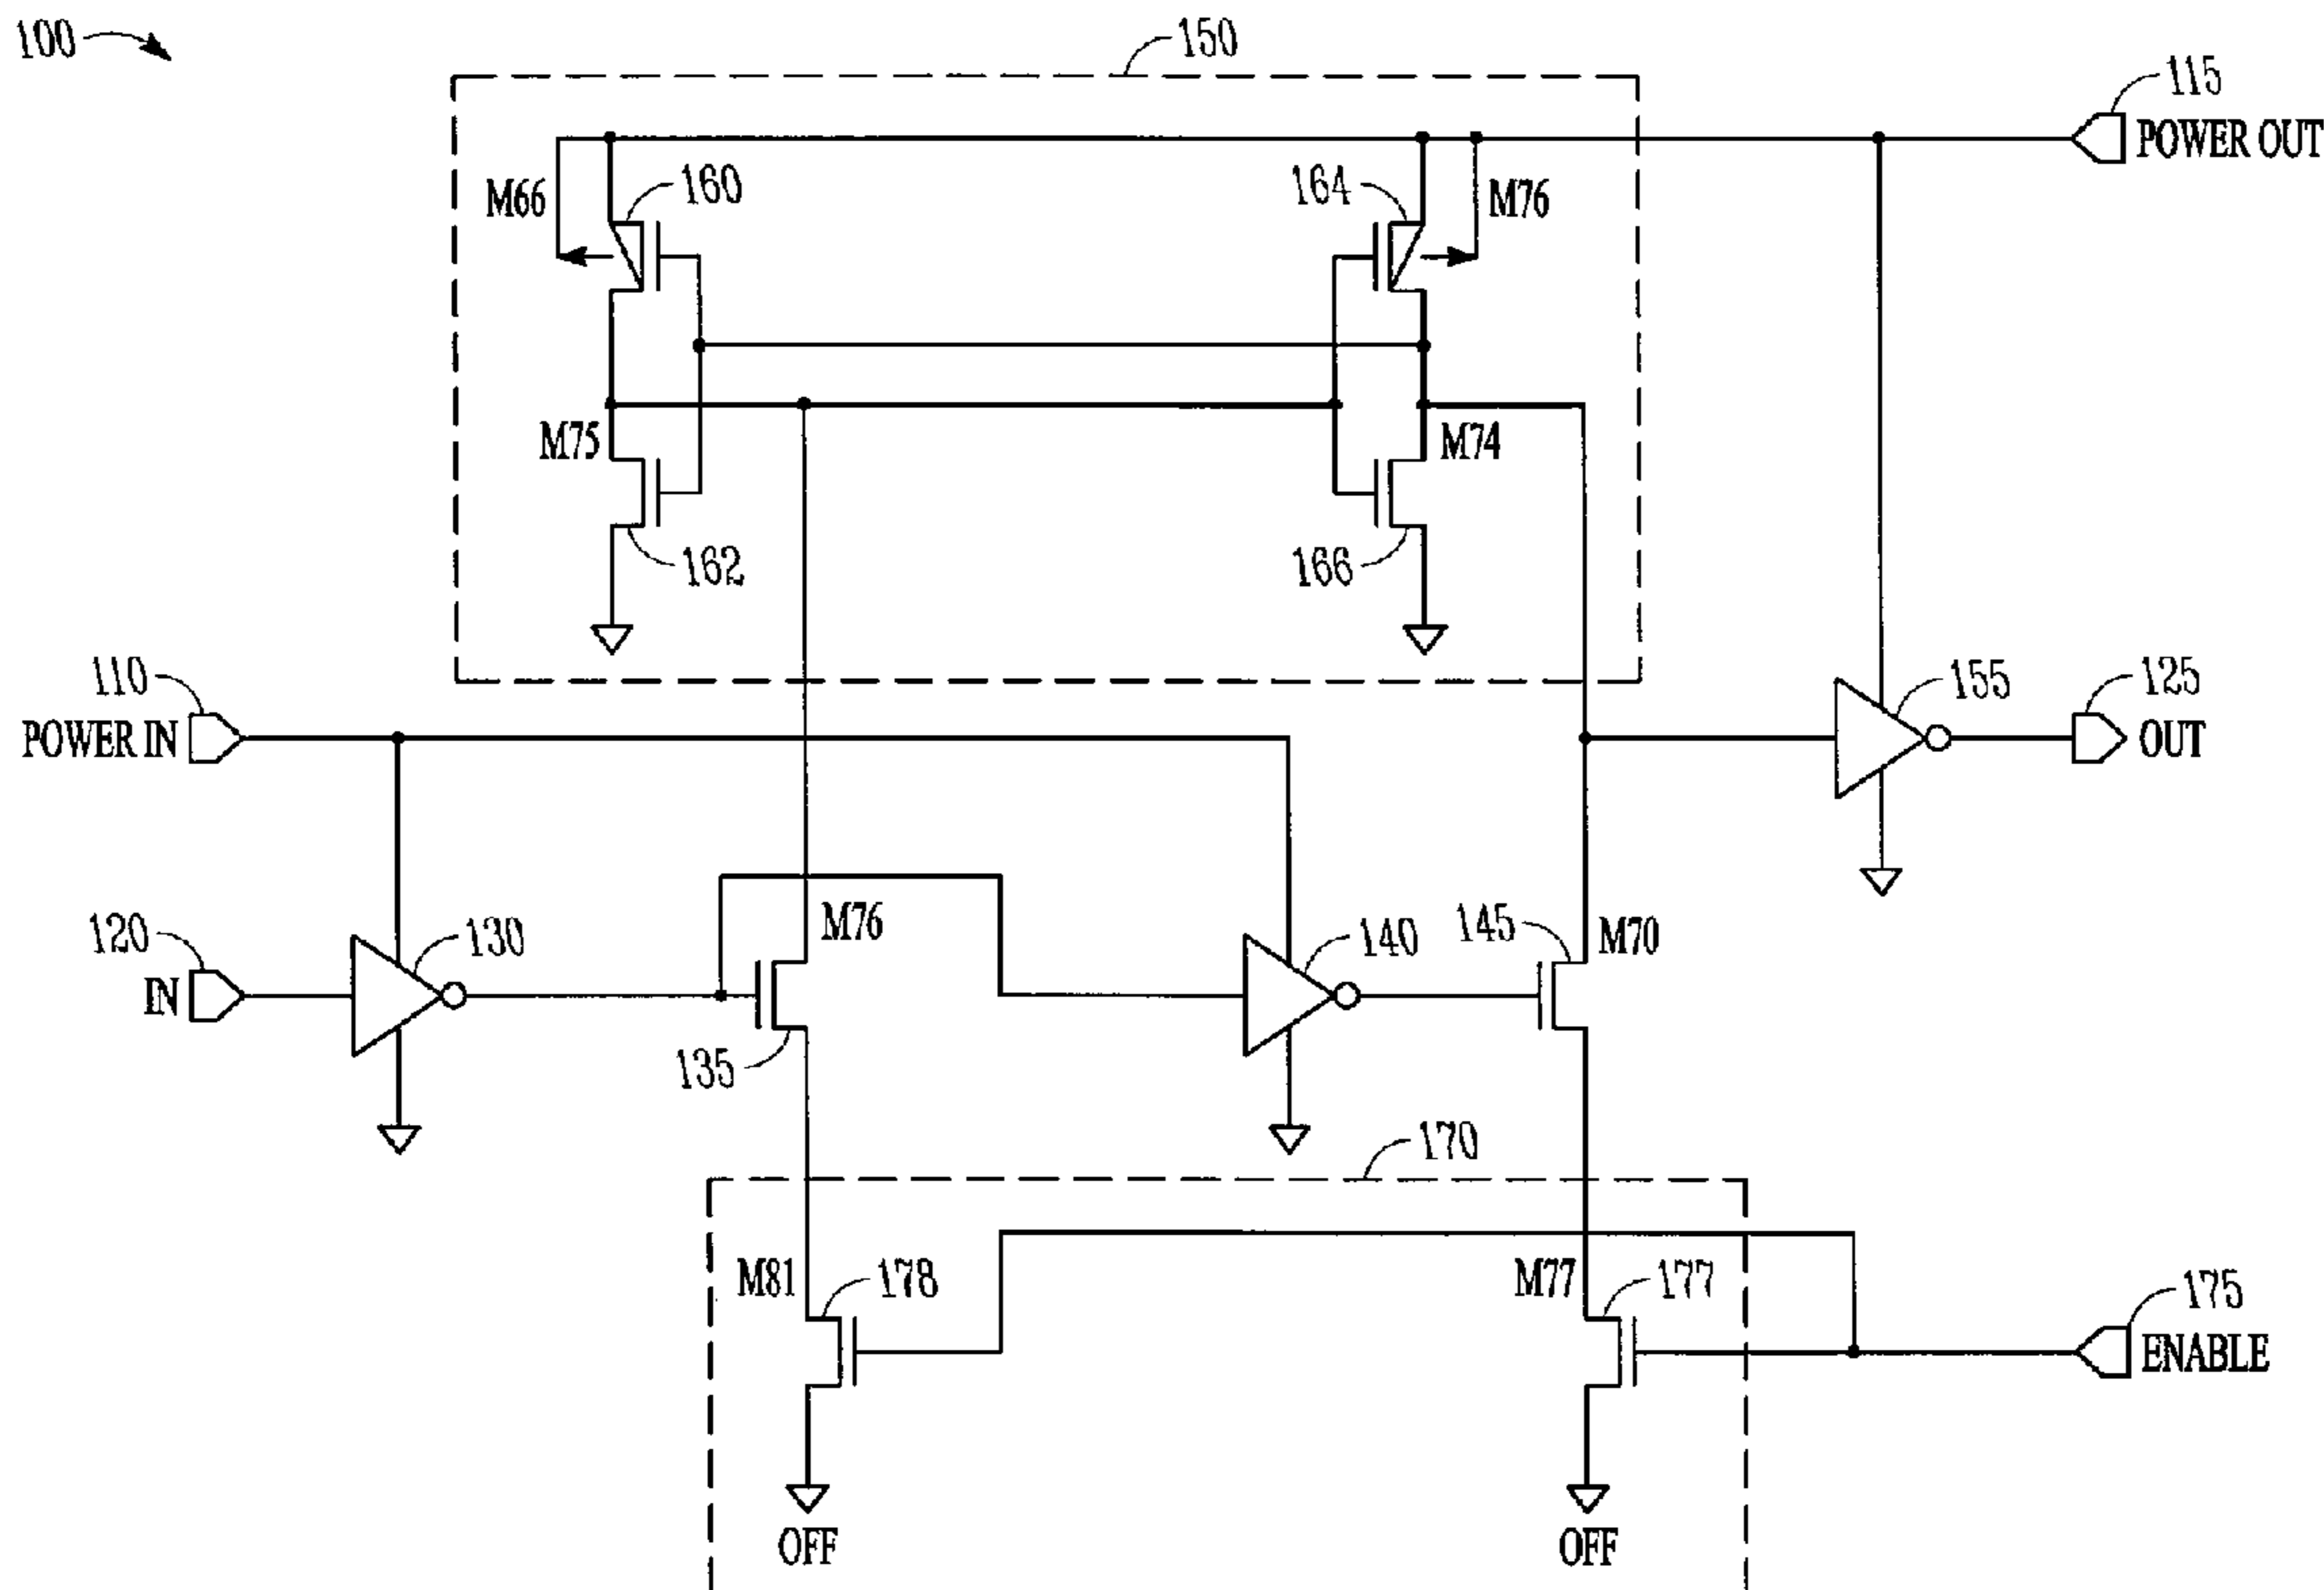 100
150
115
POWER OUT
M66
160
164
M76
M75
M74
162
166
110
POWER IN
155
125
OUT
120
IN
130
M76
135
140
145
M70
170
M81
178
M77
177
175
ENABLE
OFF
OFF